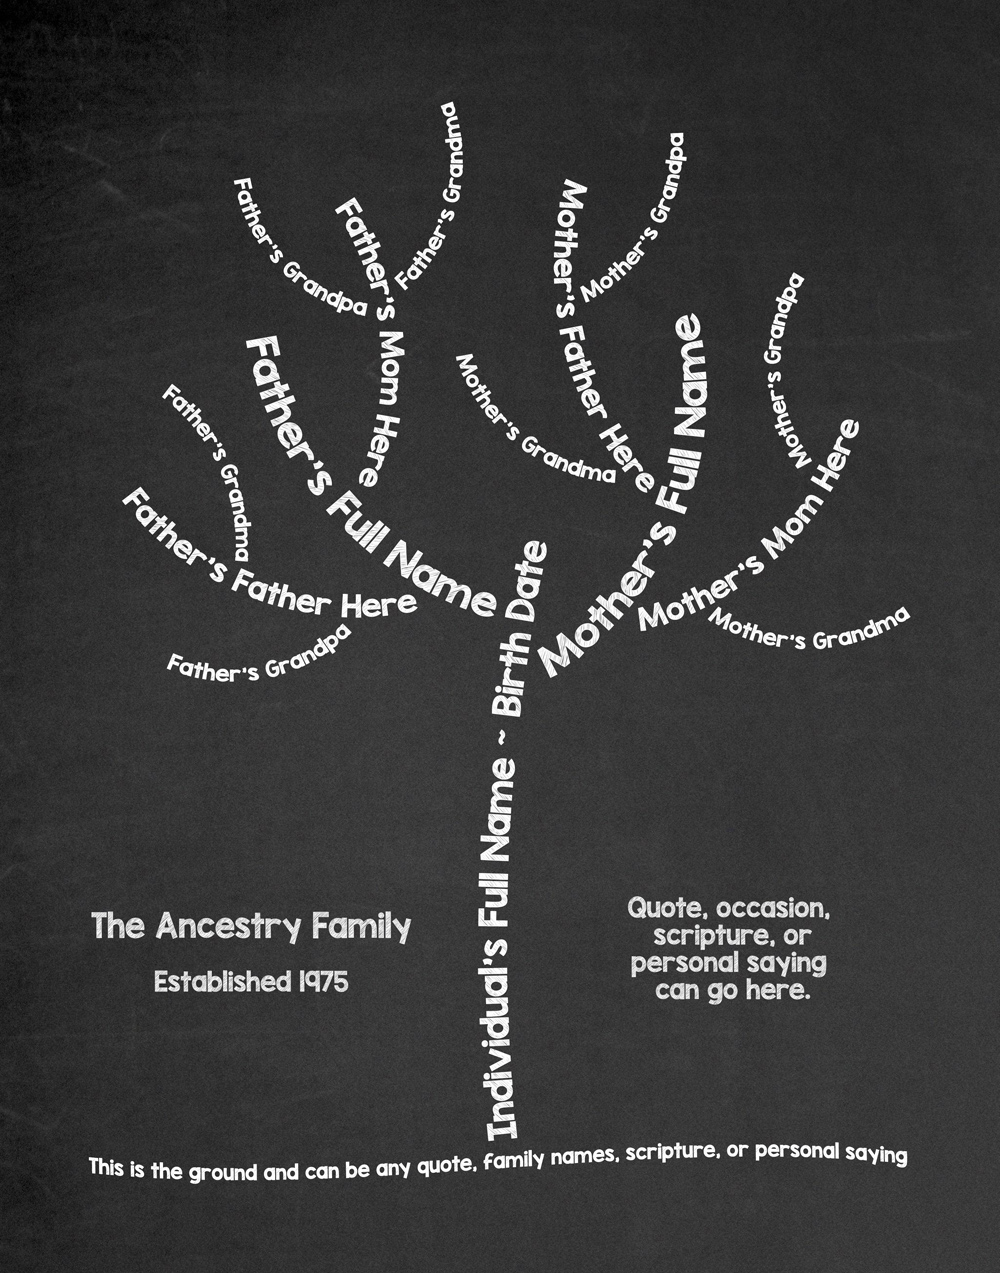 Father's Grandma
Mother's Grandpa
Father's Grandpa
Father's Mom Here
Mother's Father Here
Mother's Grandpa
Father's Full Name
Mother's Full Name
Mother's Grandma
Father's Grandma
Mother's Mom Here
Father's Father Here
Father's Grandpa
Mother's Grandma
Individual's Full Name ~ Birth Date
The Ancestry Family
Established 1975
Quote, occasion,
scripture, or
personal saying
can go here.
This is the ground and can be any quote, family names, scripture, or personal saying